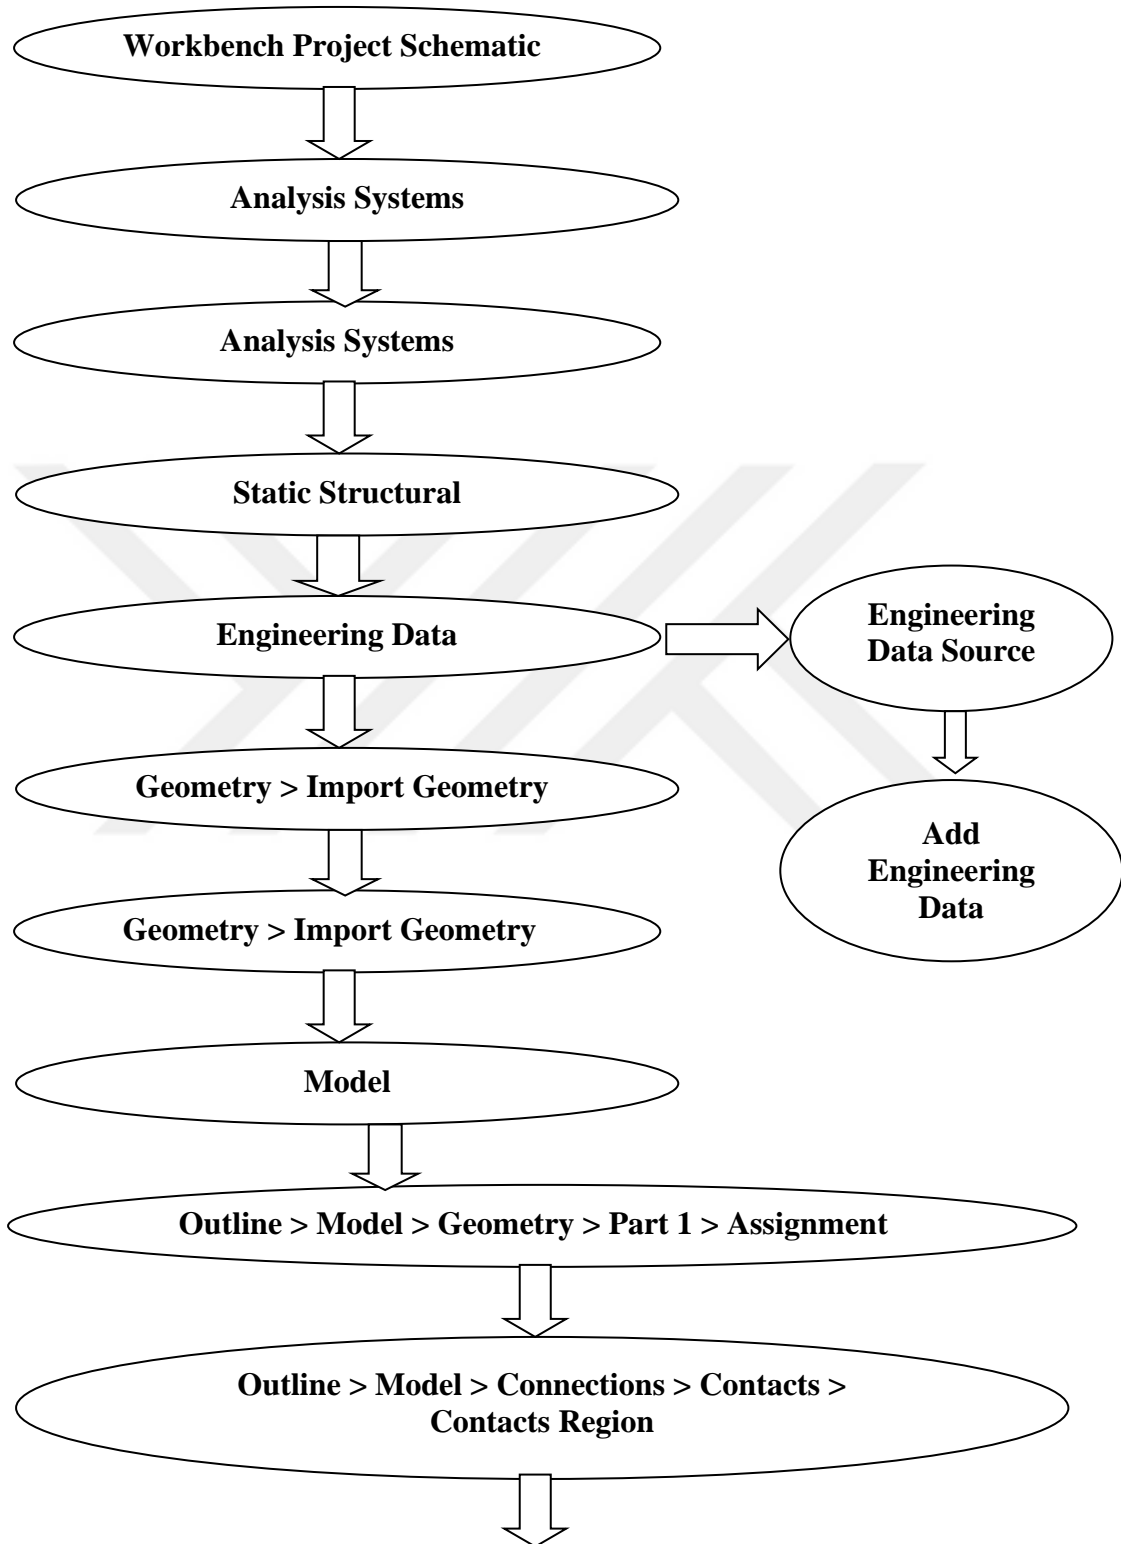 Workbench Project Schematic
Analysis Systems
Analysis Systems
Static Structural
Engineering Data
Engineering
Data Source
Geometry > Import Geometry
Add
Engineering
Data
Geometry > Import Geometry
Model
Outline > Model > Geometry > Part 1 > Assignment
Outline > Model > Connections > Contacts >
Contacts Region